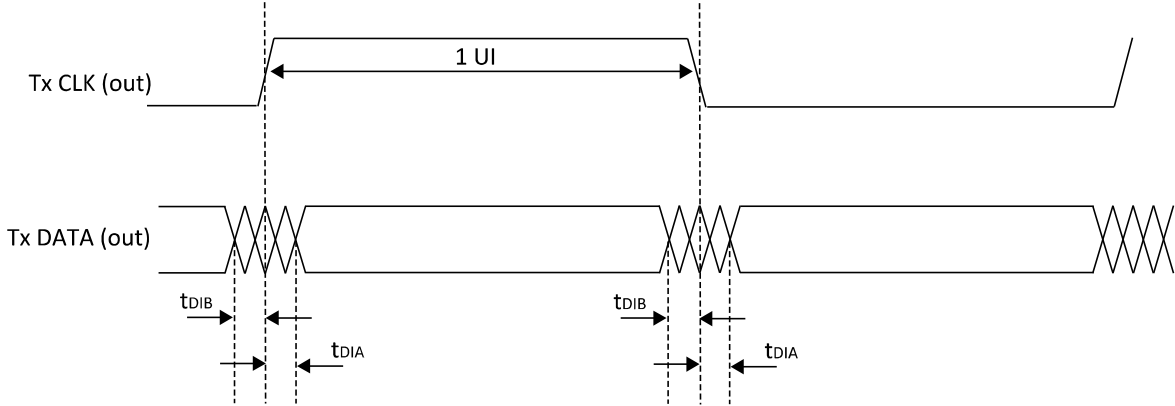 1 UI
Tx CLK (out)
Tx DATA (out)
tDIB
tDIB
tDIA
tDIA